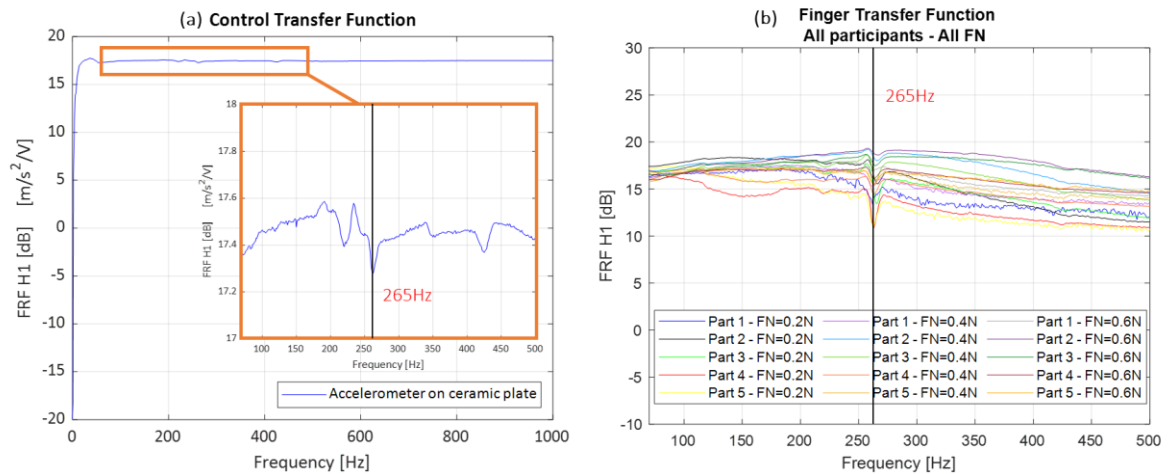 (a) Control Transfer Function
20
15
10
5
0
-5
-10
-15
-20
FRF H1 [dB] [m/s²/V]
0
200
400
600
800
1000
Frequency [Hz]
18
17.8
17.6
17.4
17.2
17
FRF H1 [dB] [m/s²/V]
100
150
200
250
300
350
400
450
500
Frequency [Hz]
265Hz
Accelerometer on ceramic plate
(b) Finger Transfer Function
All participants - All FN
30
25
20
15
10
5
0
-5
-10
FRF H1 [dB]
265Hz
Part 1 - FN=0.2N Part 1 - FN=0.4N Part 1 - FN=0.6N
Part 2 - FN=0.2N Part 2 - FN=0.4N Part 2 - FN=0.6N
Part 3 - FN=0.2N Part 3 - FN=0.4N Part 3 - FN=0.6N
Part 4 - FN=0.2N Part 4 - FN=0.4N Part 4 - FN=0.6N
Part 5 - FN=0.2N Part 5 - FN=0.4N Part 5 - FN=0.6N
100
150
200
250
300
350
400
450
500
Frequency [Hz]